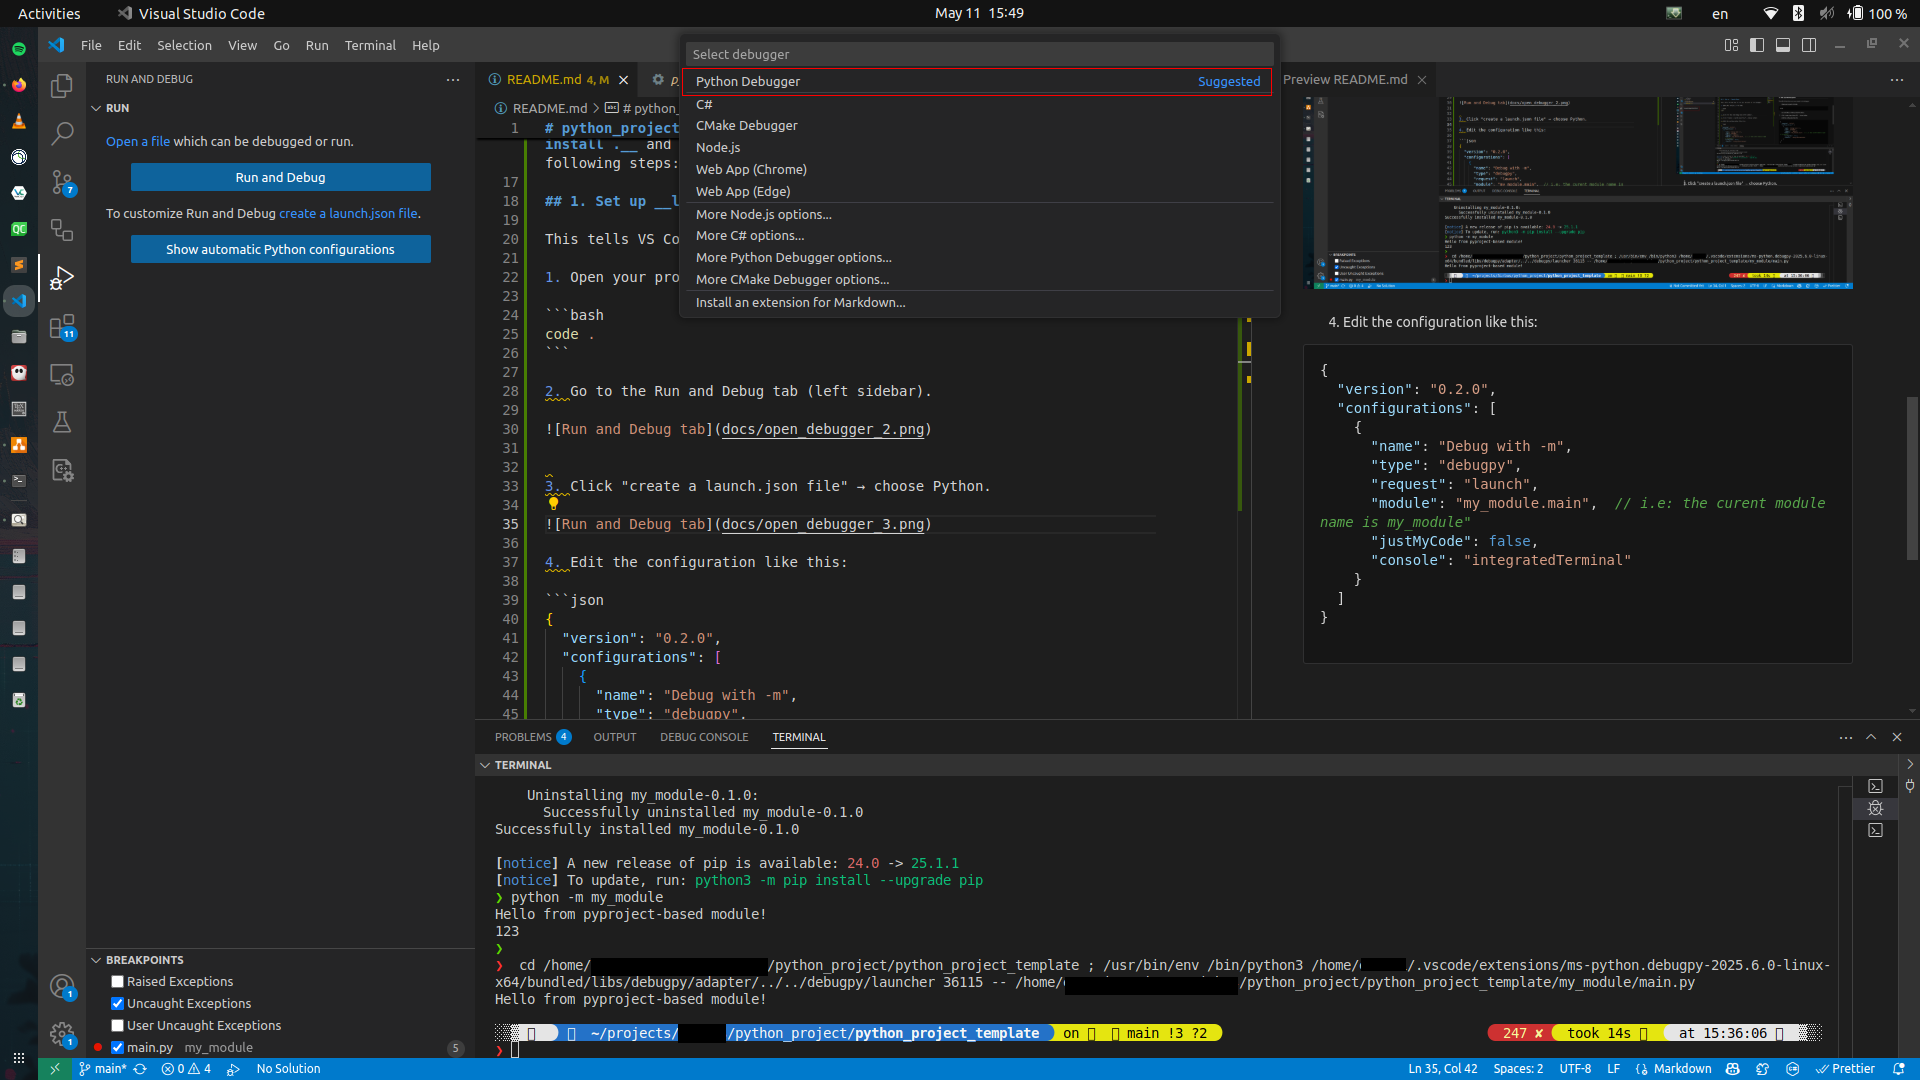 Activities
Visual Studio Code
May 11 15:49
en
100 %
File Edit Selection View Go Run Terminal Help
RUN AND DEBUG
RUN
Open a file which can be debugged or run.
Run and Debug
To customize Run and Debug create a launch.json file.
Show automatic Python configurations
7
11
1
1
BREAKPOINTS
Raised Exceptions
Uncaught Exceptions
User Uncaught Exceptions
main.py my_module
5
README.md 4, M
README.md > # python_
Select debugger
Python Debugger Suggested
C#
CMake Debugger
Node.js
Web App (Chrome)
Web App (Edge)
More Node.js options...
More C# options...
More Python Debugger options...
More CMake Debugger options...
Install an extension for Markdown...
1 # python_project
install .__ and
following steps:
17
18 ## 1. Set up __l
19
20 This tells VS Co
21
22 1. Open your pro
23
24 ```bash
25 code .
26 ```
27
28 2. Go to the Run and Debug tab (left sidebar).
29
30 ![Run and Debug tab](docs/open_debugger_2.png)
31
32
33 3. Click "create a launch.json file" → choose Python.
34
35 ![Run and Debug tab](docs/open_debugger_3.png)
36
37 4. Edit the configuration like this:
38
39 ```json
40 {
41 "version": "0.2.0",
42 "configurations": [
43 {
44 "name": "Debug with -m",
45 "type": "debugpy",
Preview README.md
4. Edit the configuration like this:
{
"version": "0.2.0",
"configurations": [
{
"name": "Debug with -m",
"type": "debugpy",
"request": "launch",
"module": "my_module.main", // i.e: the curent module
name is my_module"
"justMyCode": false,
"console": "integratedTerminal"
}
]
}
PROBLEMS 4 OUTPUT DEBUG CONSOLE TERMINAL
TERMINAL
Uninstalling my_module-0.1.0:
Successfully uninstalled my_module-0.1.0
Successfully installed my_module-0.1.0
[notice] A new release of pip is available: 24.0 -> 25.1.1
[notice] To update, run: python3 -m pip install --upgrade pip
❯ python -m my_module
Hello from pyproject-based module!
123
❯
❯ cd /home/ /python_project/python_project_template ; /usr/bin/env /bin/python3 /home/ /.vscode/extensions/ms-python.debugpy-2025.6.0-linux-
x64/bundled/libs/debugpy/adapter/../../debugpy/launcher 36115 -- /home/ /python_project/python_project_template/my_module/main.py
Hello from pyproject-based module!
~/projects/ /python_project/python_project_template on main !3 ?2 247 ✘ took 14s at 15:36:06
❯
main* 0 4 No Solution Ln 35, Col 42 Spaces: 2 UTF-8 LF Markdown Prettier